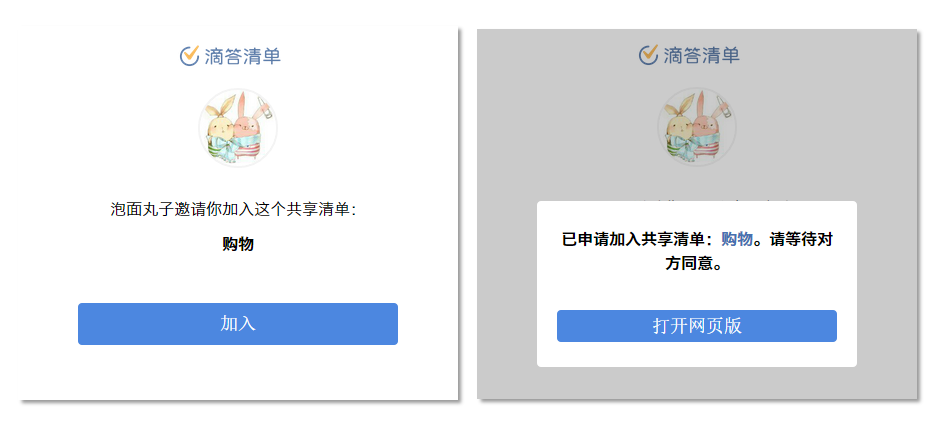 滴答清单
泡面丸子邀请你加入这个共享清单：
购物
加入
滴答清单
已申请加入共享清单：购物。请等待对
方同意。
打开网页版